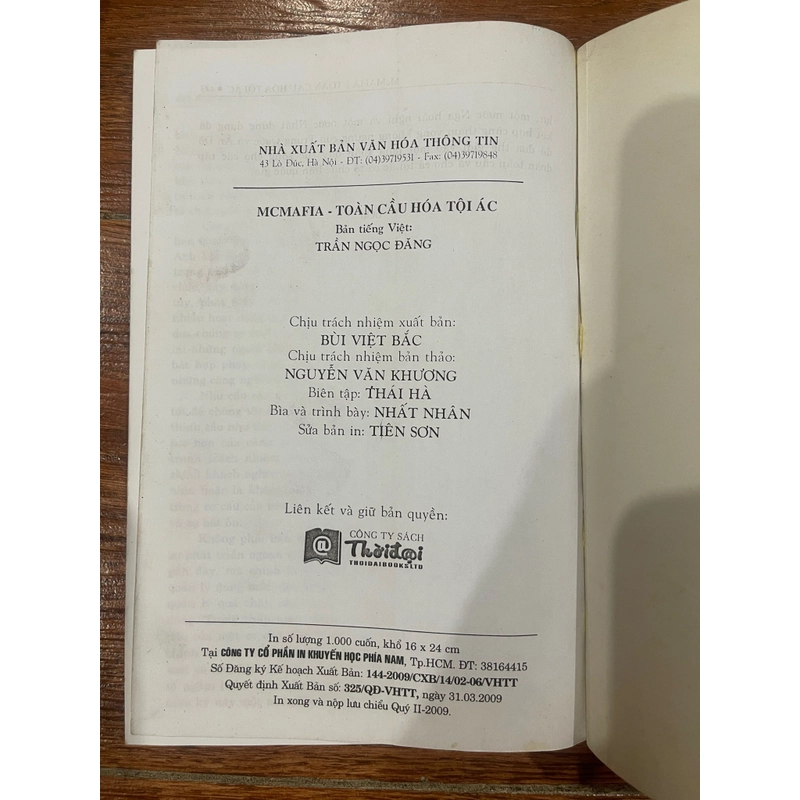 NHÀ XUẤT BẢN VĂN HÓA THÔNG TIN
43 Lò Đúc, Hà Nội - ĐT: (04)39719531 - Fax: (04)39719848
MCMAFIA - TOÀN CẦU HÓA TỘI ÁC
Bản tiếng Việt:
TRẦN NGỌC ĐĂNG
Chịu trách nhiệm xuất bản:
BÙI VIỆT BẮC
Chịu trách nhiệm bản thảo:
NGUYỄN VĂN KHƯƠNG
Biên tập: THÁI HÀ
Bìa và trình bày: NHẤT NHÂN
Sửa bản in: TIÊN SƠN
Liên kết và giữ bản quyền:
CÔNG TY SÁCH
Thời đ@i
THOIDAIBOOKS.LTD
In số lượng 1.000 cuốn, khổ 16 x 24 cm
Tại CÔNG TY CỔ PHẦN IN KHUYẾN HỌC PHÍA NAM, Tp.HCM. ĐT: 38164415
Số Đăng ký Kế hoạch Xuất Bản: 144-2009/CXB/14/02-06/VHTT
Quyết định Xuất Bản số: 325/QĐ-VHTT, ngày 31.03.2009
In xong và nộp lưu chiểu Quý II-2009.